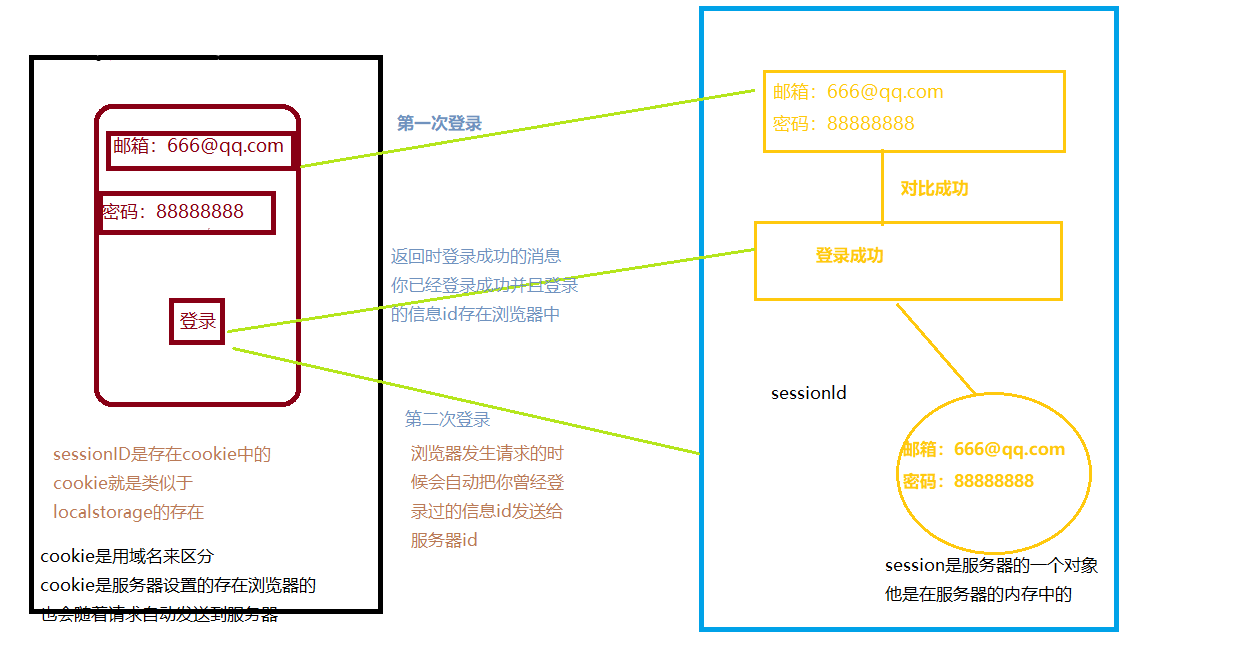 邮箱：666@qq.com
密码：88888888
登录
sessionID是存在cookie中的
cookie就是类似于
localstorage的存在
cookie是用域名来区分
cookie是服务器设置的存在浏览器的
也会随着请求自动发送到服务器
第一次登录
返回时登录成功的消息
你已经登录成功并且登录
的信息id存在浏览器中
第二次登录
浏览器发生请求的时
候会自动把你曾经登
录过的信息id发送给
服务器id
邮箱：666@qq.com
密码：88888888
对比成功
登录成功
sessionId
邮箱：666@qq.com
密码：88888888
session是服务器的一个对象
他是在服务器的内存中的